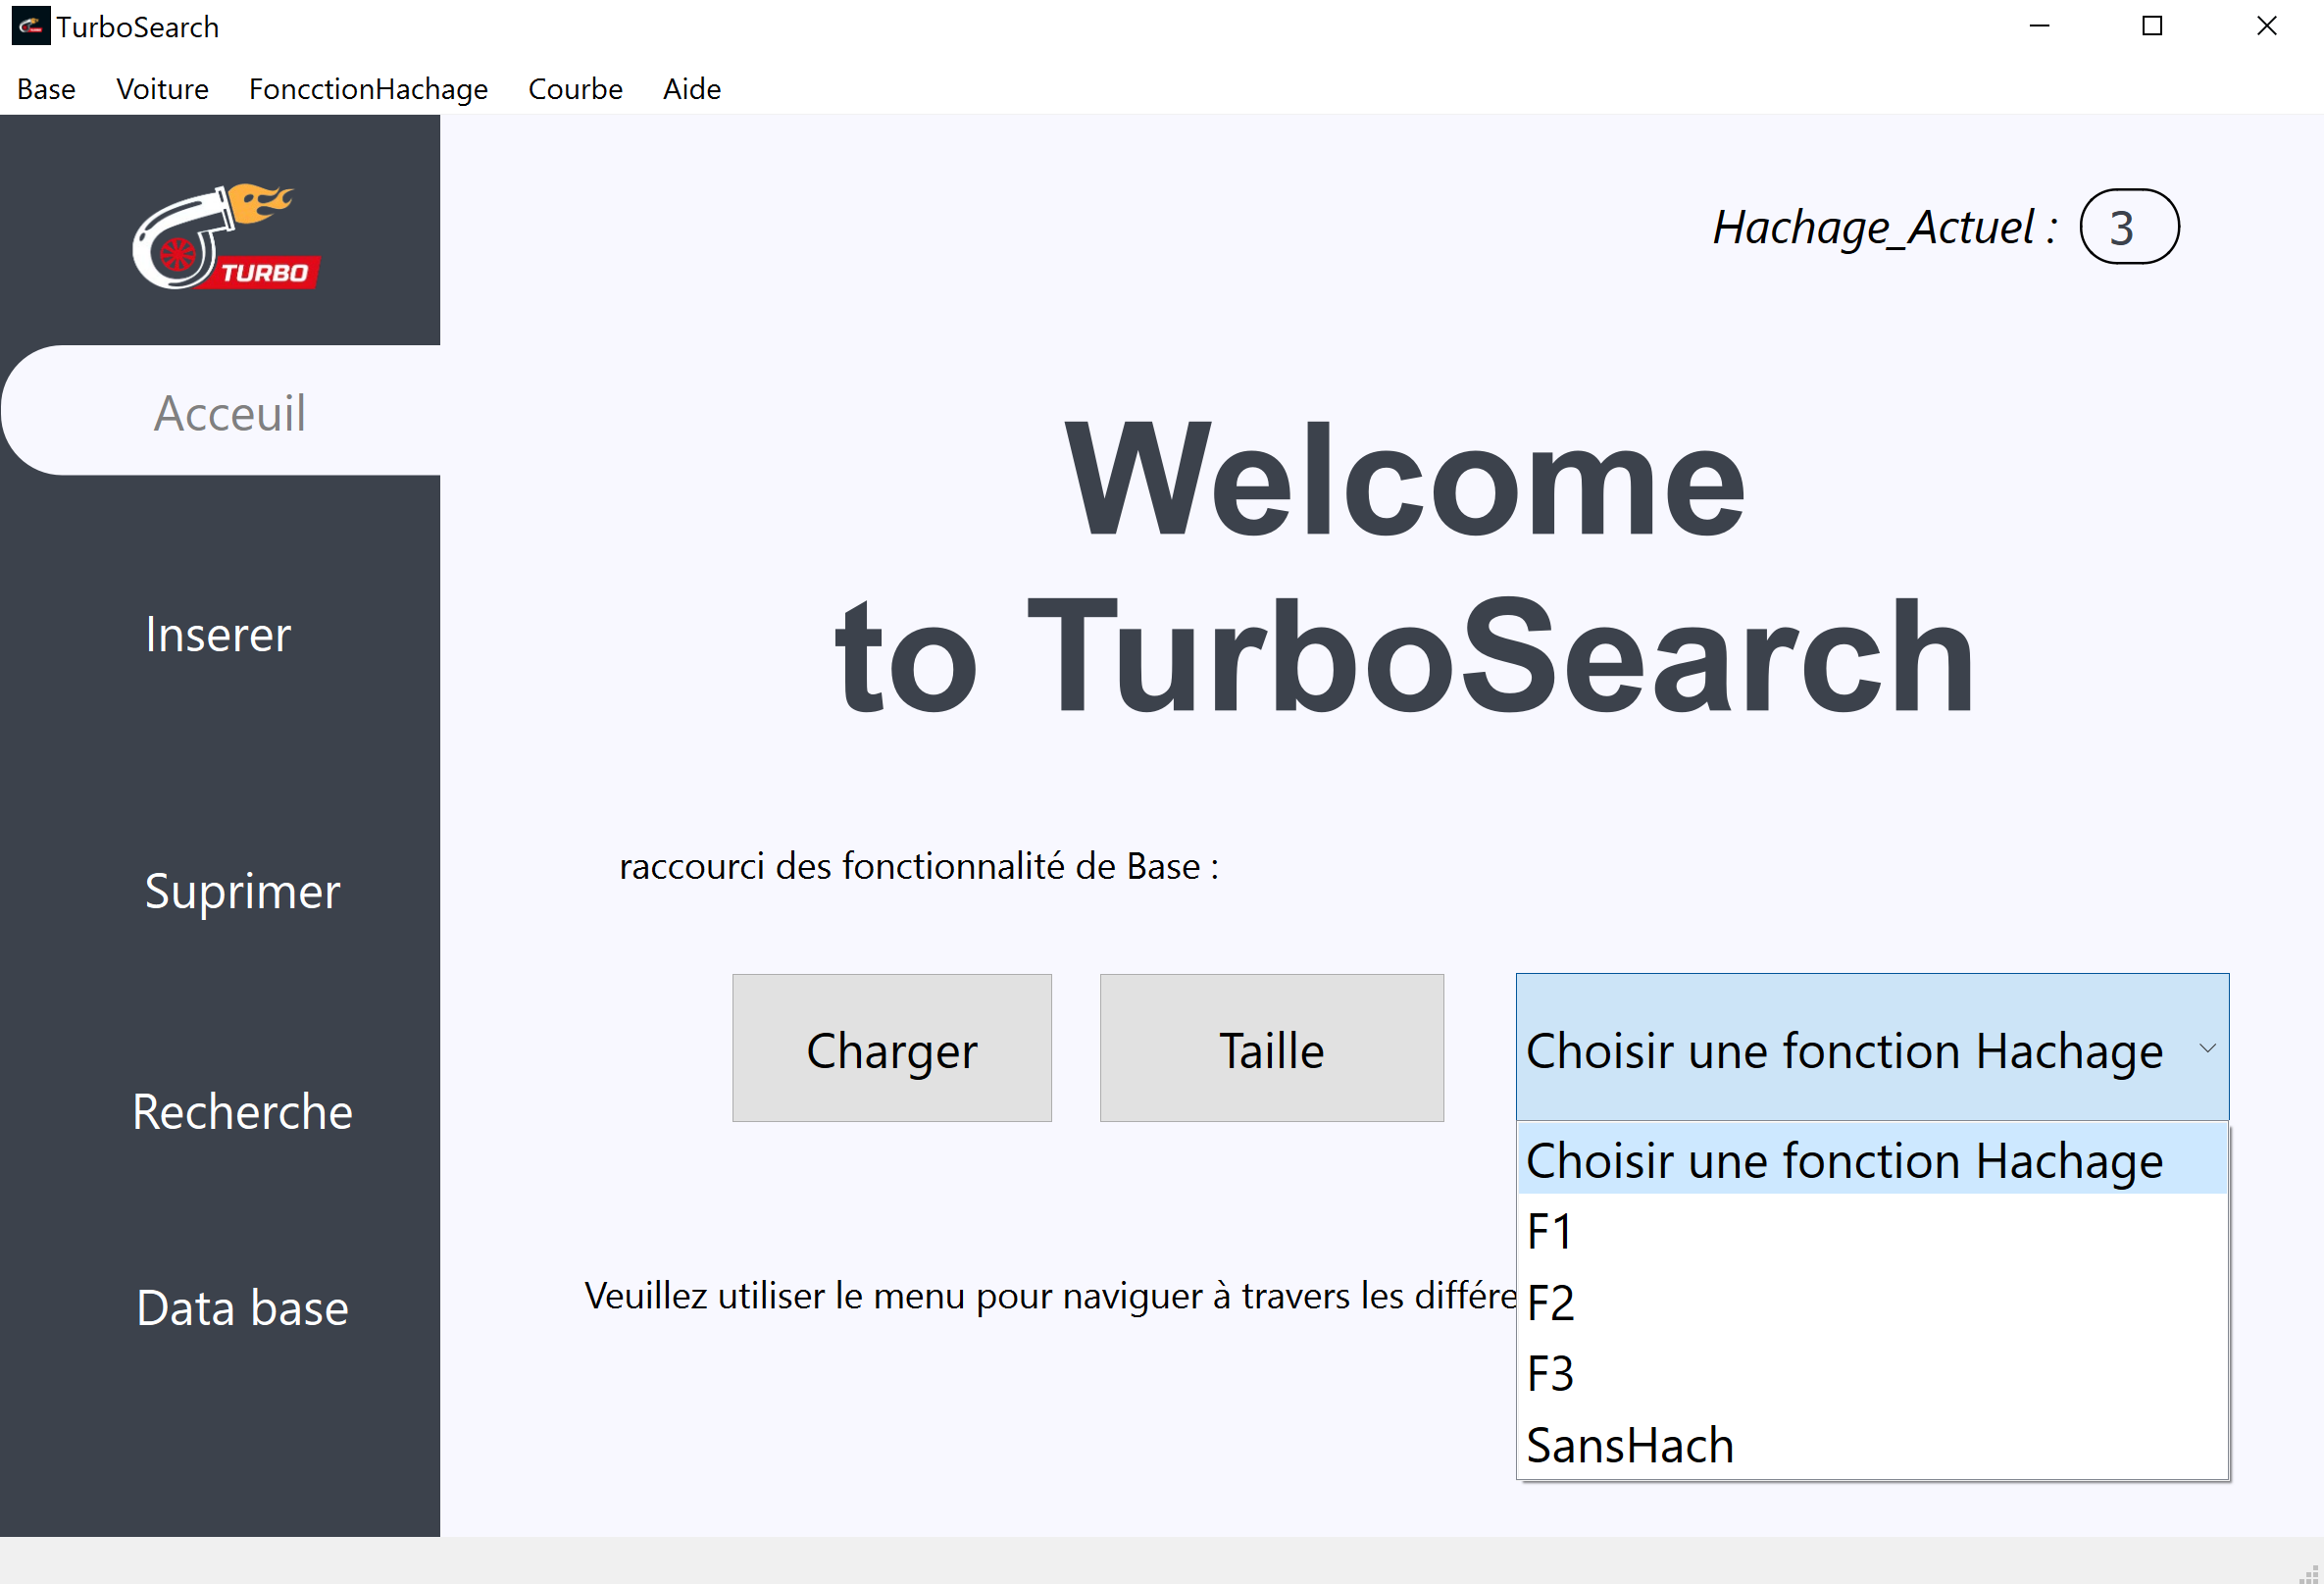 TurboSearch
Base Voiture FoncctionHachage Courbe Aide
TURBO
Hachage_Actuel : 3
Acceuil
Inserer
Suprimer
Recherche
Data base
Welcome
to TurboSearch
raccourci des fonctionnalité de Base :
Charger
Taille
Choisir une fonction Hachage
Choisir une fonction Hachage
F1
F2
F3
SansHach
Veuillez utiliser le menu pour naviguer à travers les différe